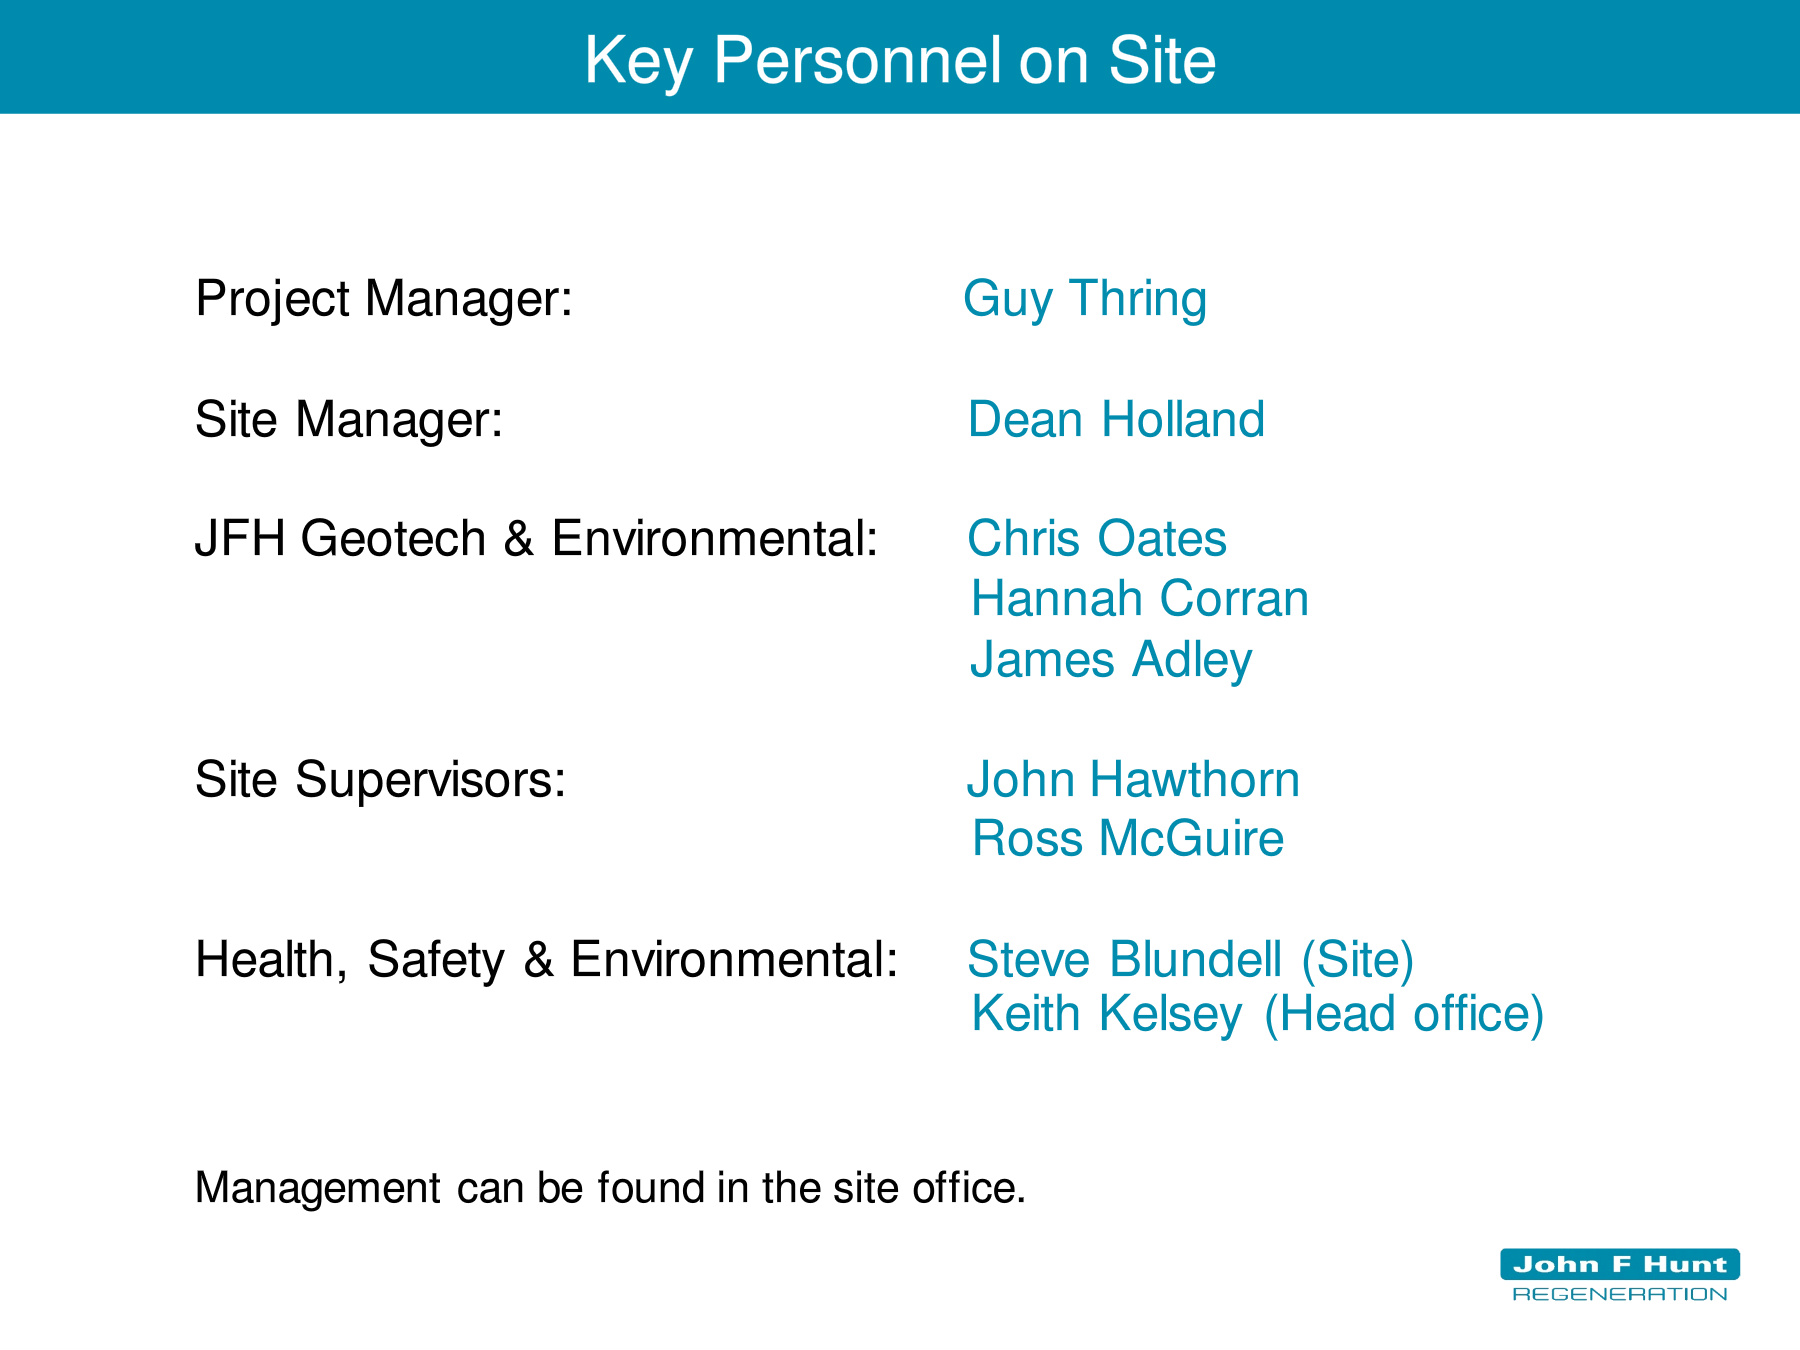 Key Personnel on Site
Project Manager: Guy Thring
Site Manager: Dean Holland
JFH Geotech & Environmental: Chris Oates
Hannah Corran
James Adley
Site Supervisors: John Hawthorn
Ross McGuire
Health, Safety & Environmental: Steve Blundell (Site)
Keith Kelsey (Head office)
Management can be found in the site office.
John F Hunt
REGENERATION